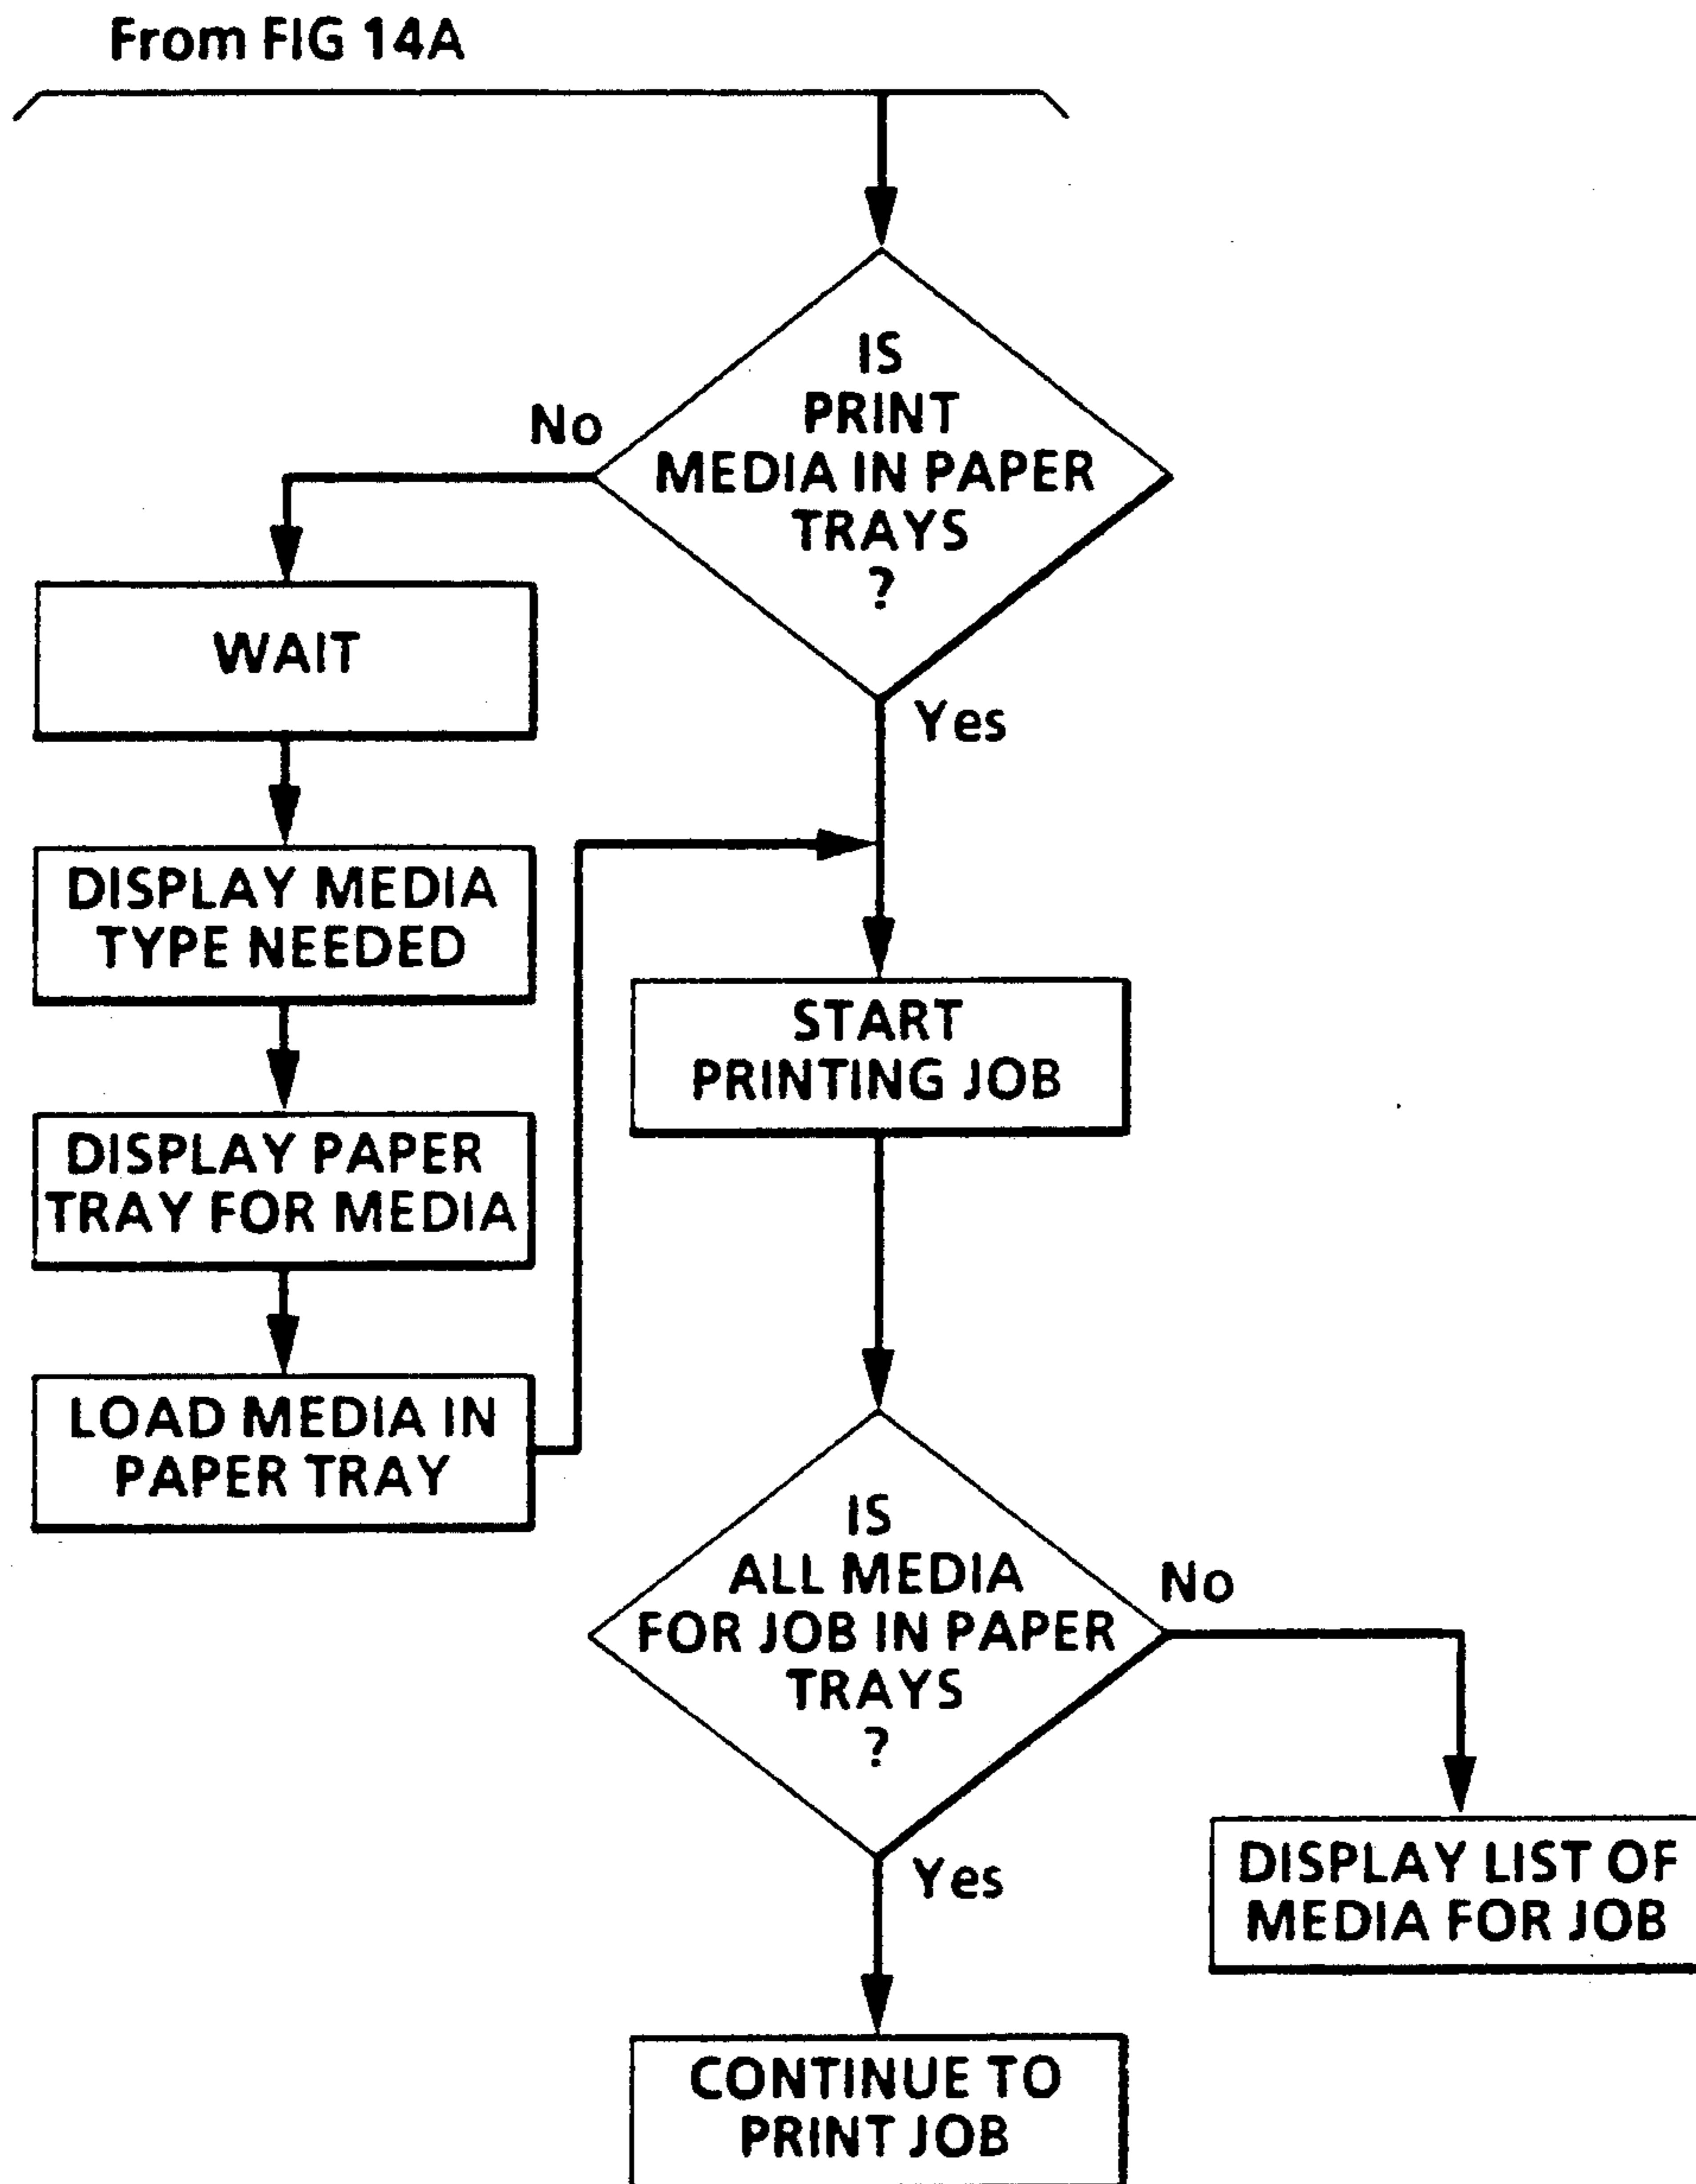 From FIG 14A
IS
PRINT
MEDIA IN PAPER
TRAYS
?
No
Yes
WAIT
DISPLAY MEDIA
TYPE NEEDED
DISPLAY PAPER
TRAY FOR MEDIA
LOAD MEDIA IN
PAPER TRAY
START
PRINTING JOB
IS
ALL MEDIA
FOR JOB IN PAPER
TRAYS
?
No
Yes
DISPLAY LIST OF
MEDIA FOR JOB
CONTINUE TO
PRINT JOB